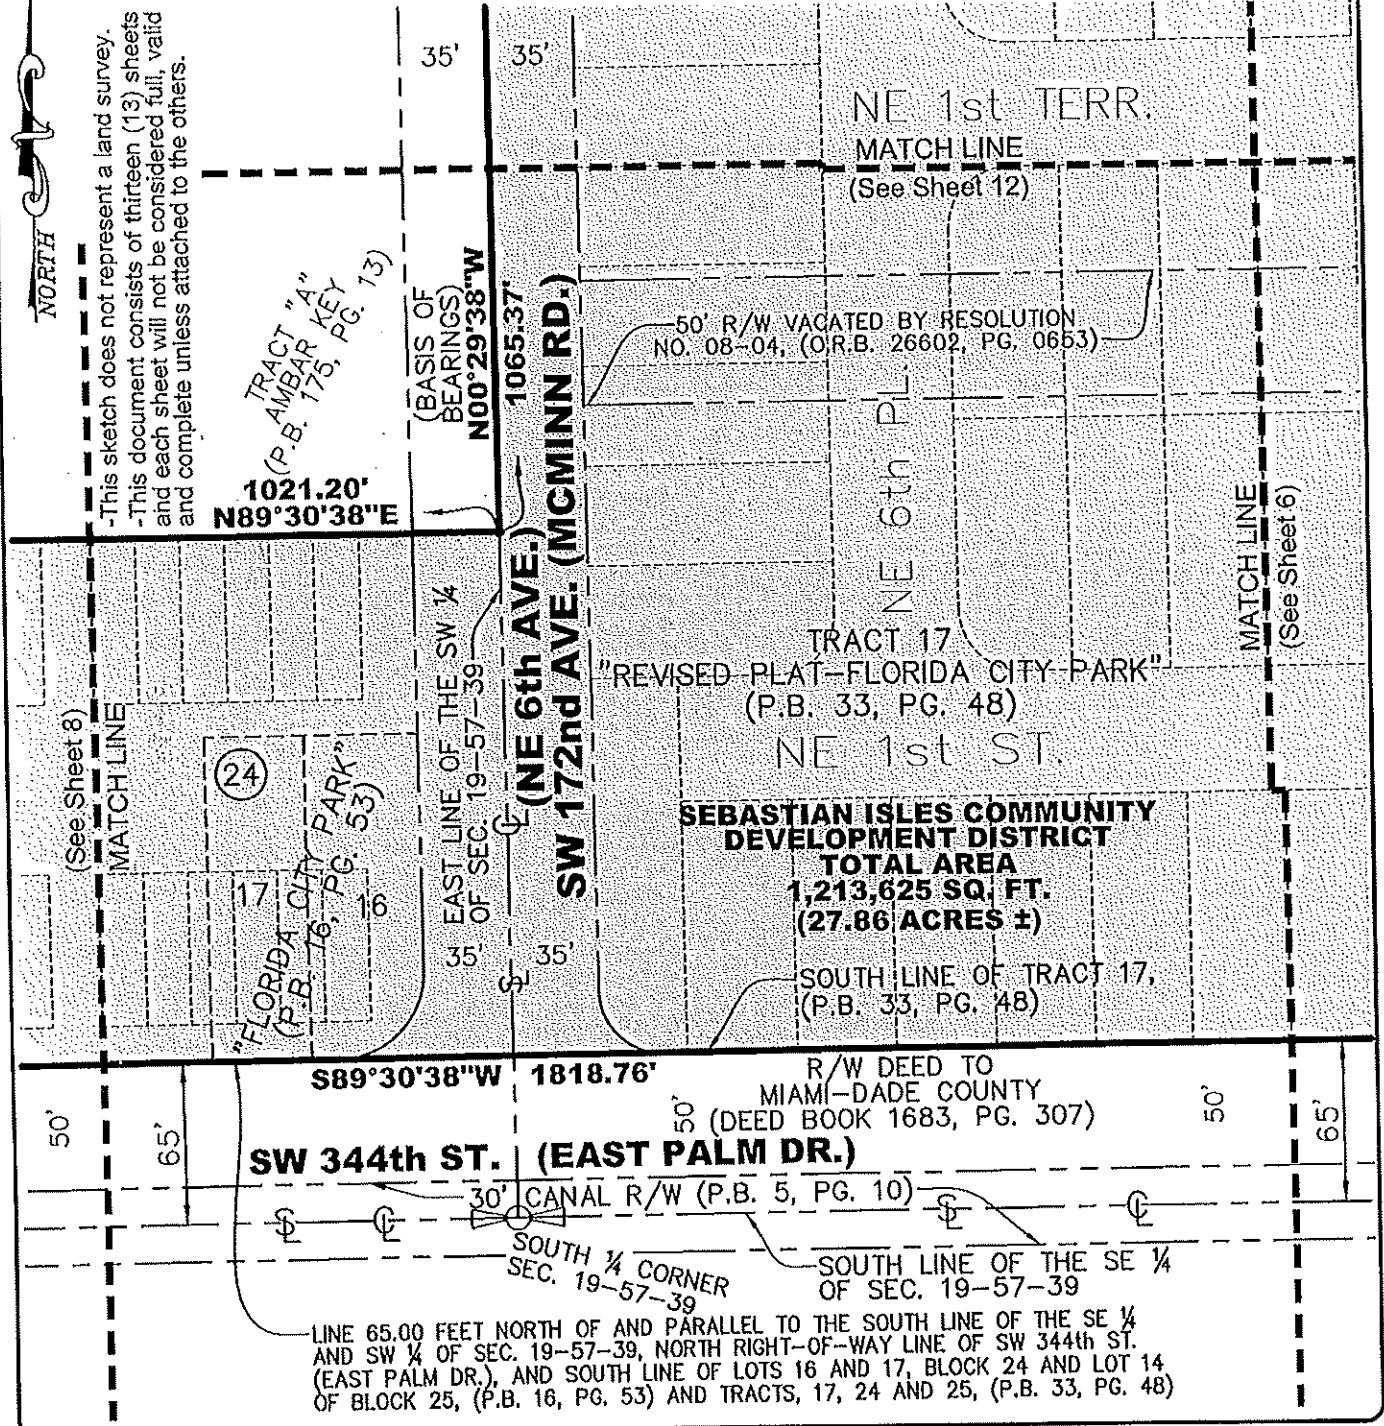 -This sketch does not represent a land survey.
-This document consists of thirteen (13) sheets
and each sheet will not be considered full, valid
and complete unless attached to the others.
NORTH
35'
35'
NE 1st TERR.
MATCH LINE
(See Sheet 12)
TRACT "A"
AMBAR KEY
(P.B. 175, PG. 13)
(BASIS OF
BEARINGS)
N00°29'38"W
1065.37'
50' R/W VACATED BY RESOLUTION
NO. 08-04, (O.R.B. 26602, PG. 0653)
NE 6th PL.
1021.20'
N89°30'38"E
(NE 6th AVE.)
SW 172nd AVE. (MCMINN RD.)
MATCH LINE
(See Sheet 6)
EAST LINE OF THE SW ¼
OF SEC. 19-57-39
TRACT 17
"REVISED PLAT-FLORIDA CITY PARK"
(P.B. 33, PG. 48)
NE 1st ST.
(See Sheet 8)
MATCH LINE
24
"FLORIDA CITY PARK"
(P.B. 16, PG. 53)
17
16
CL
SEBASTIAN ISLES COMMUNITY
DEVELOPMENT DISTRICT
TOTAL AREA
1,213,625 SQ. FT.
(27.86 ACRES ±)
35'
35'
SL
SOUTH LINE OF TRACT 17,
(P.B. 33, PG. 48)
S89°30'38"W
1818.76'
R/W DEED TO
MIAMI-DADE COUNTY
(DEED BOOK 1683, PG. 307)
50'
65'
50'
50'
65'
SW 344th ST. (EAST PALM DR.)
30' CANAL R/W (P.B. 5, PG. 10)
SL
CL
SL
CL
SOUTH ¼ CORNER
SEC. 19-57-39
SOUTH LINE OF THE SE ¼
OF SEC. 19-57-39
LINE 65.00 FEET NORTH OF AND PARALLEL TO THE SOUTH LINE OF THE SE ¼
AND SW ¼ OF SEC. 19-57-39, NORTH RIGHT-OF-WAY LINE OF SW 344th ST.
(EAST PALM DR.), AND SOUTH LINE OF LOTS 16 AND 17, BLOCK 24 AND LOT 14
OF BLOCK 25, (P.B. 16, PG. 53) AND TRACTS, 17, 24 AND 25, (P.B. 33, PG. 48)